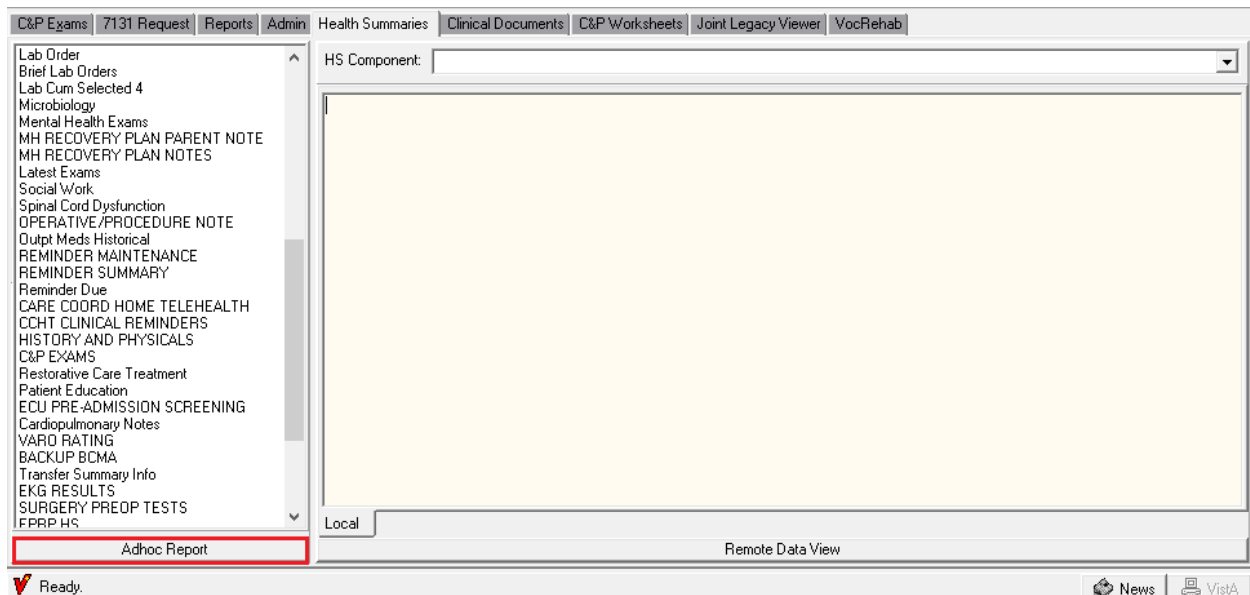 C&P Exams 7131 Request Reports Admin Health Summaries Clinical Documents C&P Worksheets Joint Legacy Viewer VocRehab
Lab Order
Brief Lab Orders
Lab Cum Selected 4
Microbiology
Mental Health Exams
MH RECOVERY PLAN PARENT NOTE
MH RECOVERY PLAN NOTES
Latest Exams
Social Work
Spinal Cord Dysfunction
OPERATIVE/PROCEDURE NOTE
Outpt Meds Historical
REMINDER MAINTENANCE
REMINDER SUMMARY
Reminder Due
CARE COORD HOME TELEHEALTH
CCHT CLINICAL REMINDERS
HISTORY AND PHYSICALS
C&P EXAMS
Restorative Care Treatment
Patient Education
ECU PRE-ADMISSION SCREENING
Cardiopulmonary Notes
VARO RATING
BACKUP BCMA
Transfer Summary Info
EKG RESULTS
SURGERY PREOP TESTS
EPRP HS
Adhoc Report
HS Component:
Local
Remote Data View
Ready.
News VistA